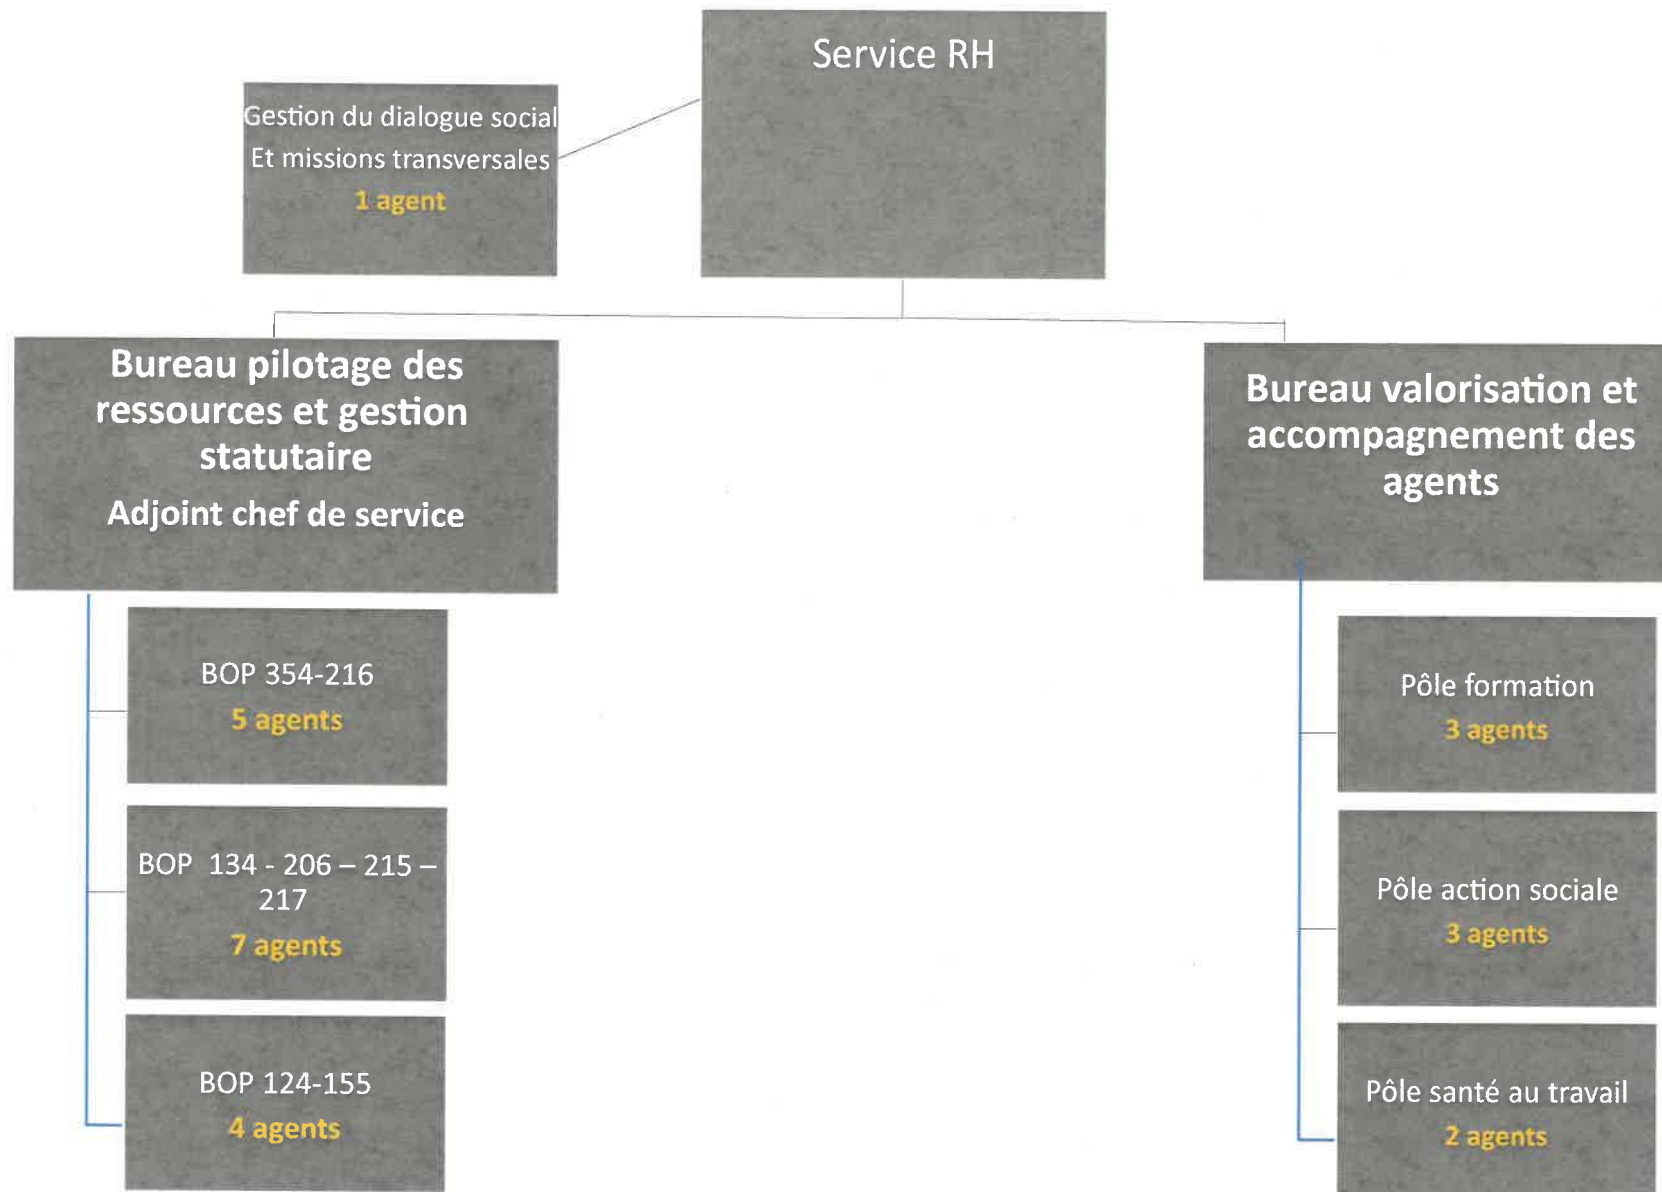 Service RH
Gestion du dialogue social
Et missions transversales
1 agent
Bureau pilotage des
ressources et gestion
statutaire
Adjoint chef de service
BOP 354-216
5 agents
BOP  134 - 206 – 215 –
217
7 agents
BOP 124-155
4 agents
Bureau valorisation et
accompagnement des
agents
Pôle formation
3 agents
Pôle action sociale
3 agents
Pôle santé au travail
2 agents